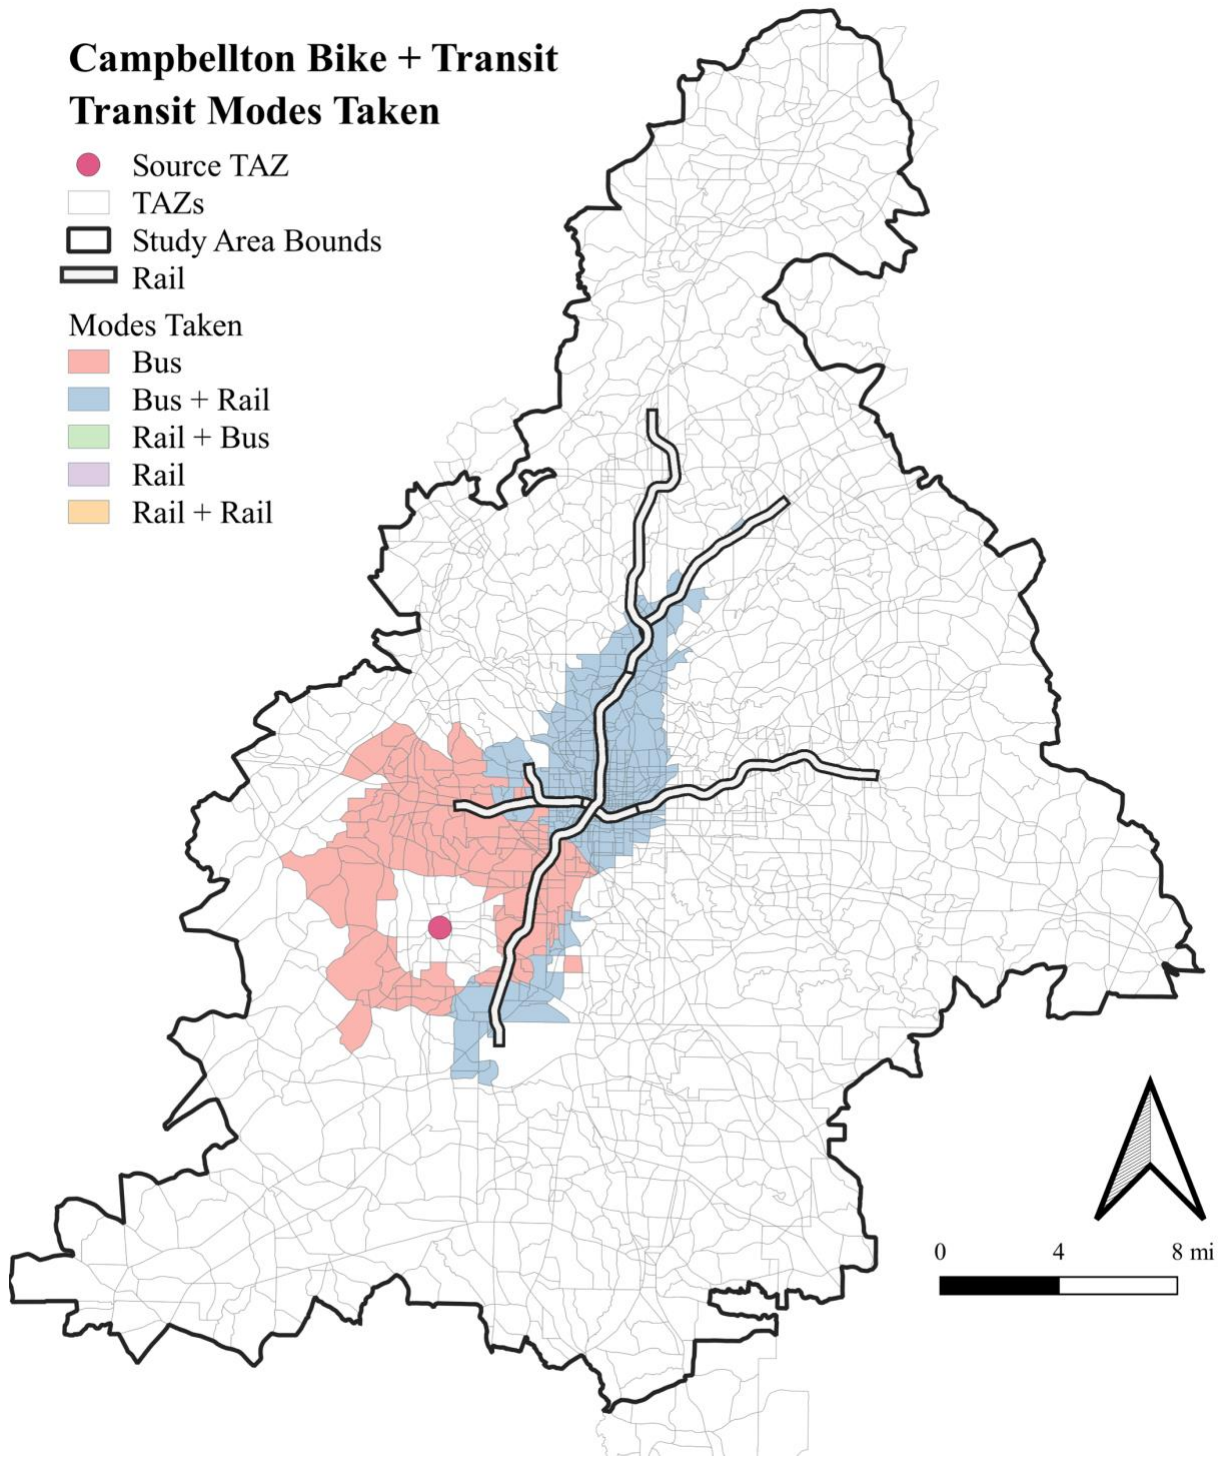 Campbellton Bike + Transit
Transit Modes Taken
Source TAZ
TAZs
Study Area Bounds
Rail
Modes Taken
Bus
Bus + Rail
Rail + Bus
Rail
Rail + Rail
0 4 8 mi